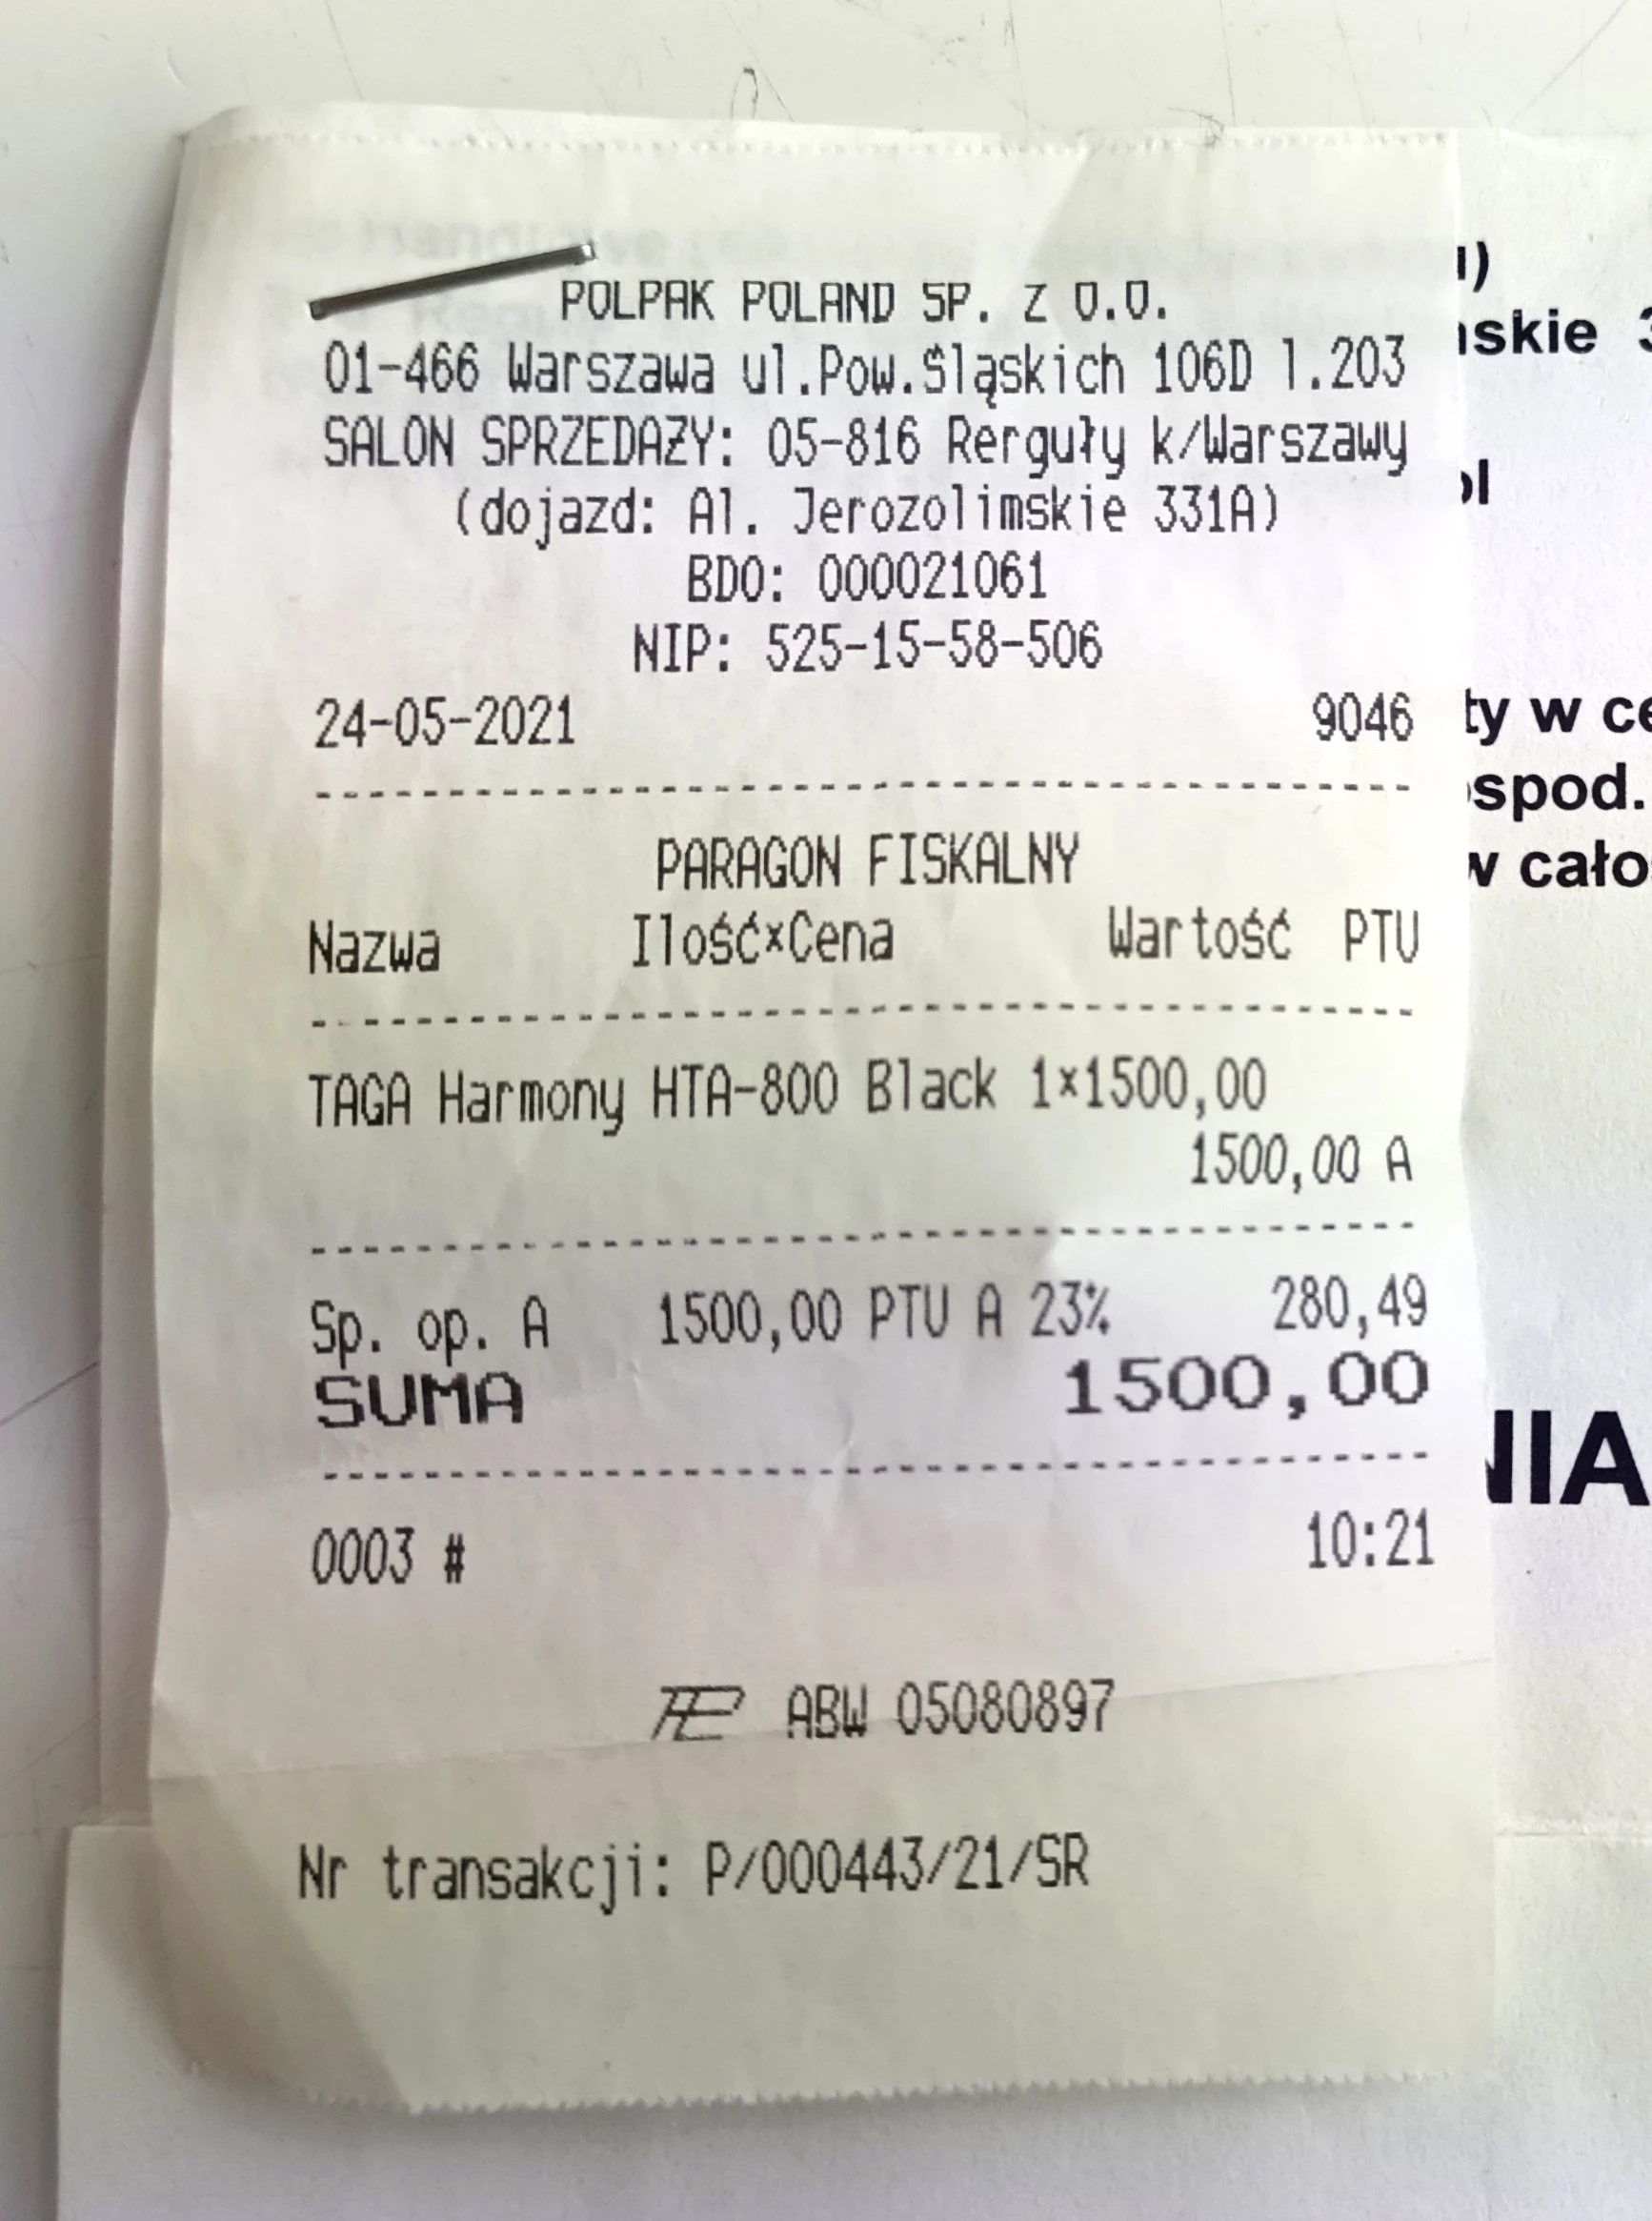 POLPAK POLAND SP. Z O.O.
01-466 Warszawa ul.Pow.Śląskich 106D l.203
SALON SPRZEDAŻY: 05-816 Rerguły k/Warszawy
(dojazd: Al. Jerozolimskie 331A)
BDO: 000021061
NIP: 525-15-58-506
24-05-2021 9046
PARAGON FISKALNY
Nazwa Ilość×Cena Wartość PTU
TAGA Harmony HTA-800 Black 1×1500,00
1500,00 A
Sp. op. A 1500,00 PTU A 23% 280,49
SUMA 1500,00
0003 # 10:21
ABW 05080897
Nr transakcji: P/000443/21/SR